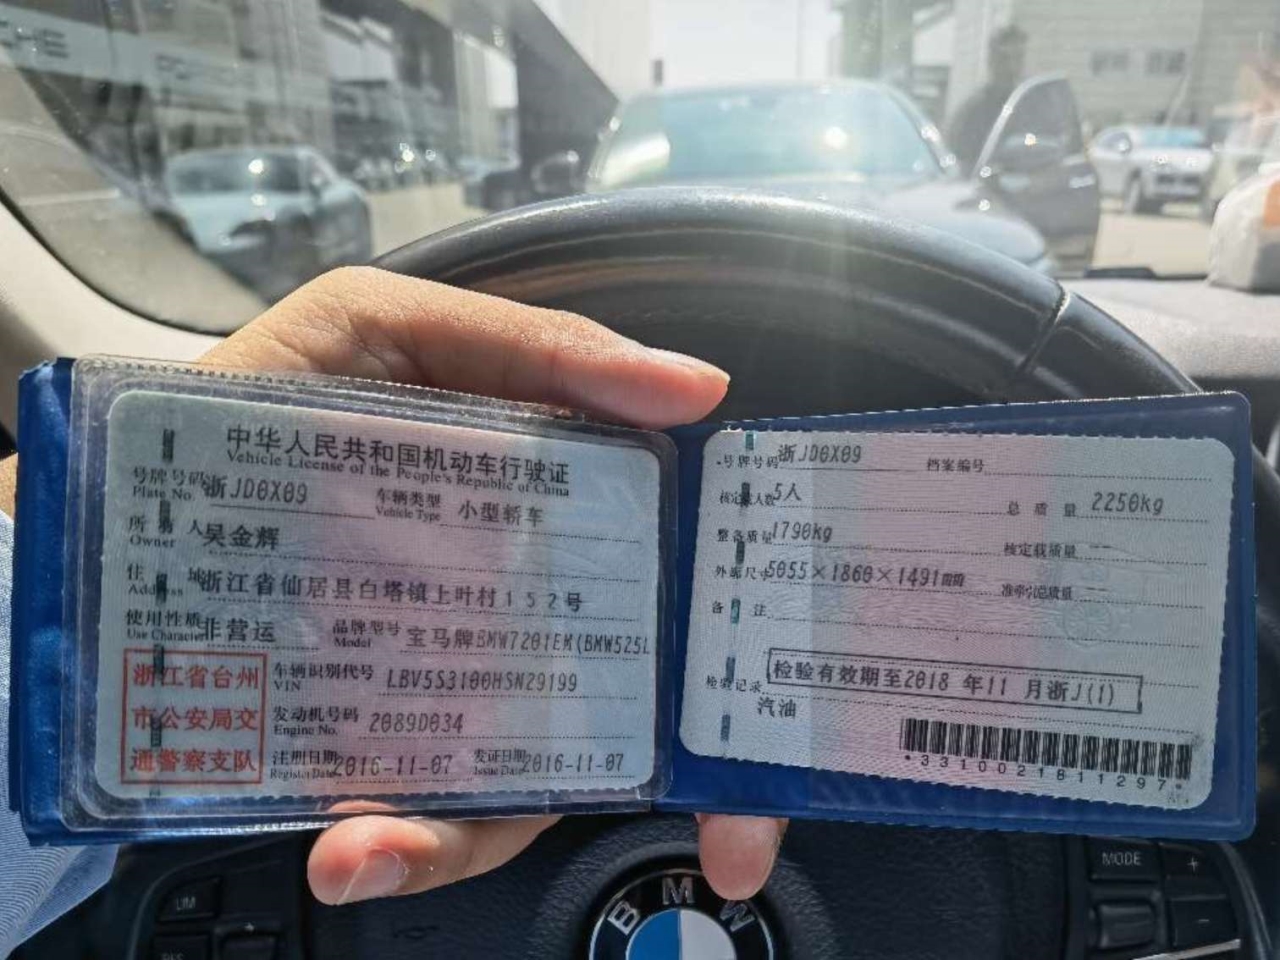 中华人民共和国机动车行驶证
Vehicle License of the People's Republic of China
号牌号码 浙JD0X09 车辆类型 小型轿车
Plate No. Vehicle Type
所有人 吴金辉
Owner
住 浙江省仙居县白塔镇上叶村152号
Address
使用性质 非营运 品牌型号 宝马牌BMW7201EM(BMW525L
Use Character Model
浙江省台州
市公安局交
通警察支队
车辆识别代号 LBV5S3100HSN29199
VIN
发动机号码 2089D034
Engine No.
注册日期 2016-11-07 发证日期 2016-11-07
Register Date Issue Date
号牌号码 浙JD0X09 档案编号
核定载人数 5人 总质量 2250kg
整备质量 1790kg 核定载质量 --
外廓尺寸 5055×1860×1491mm 准牵引总质量 --
备注
检验有效期至2018年11月浙J(1)
检验记录
汽油
*3310021811297*
MODE
LIM
+
BMW